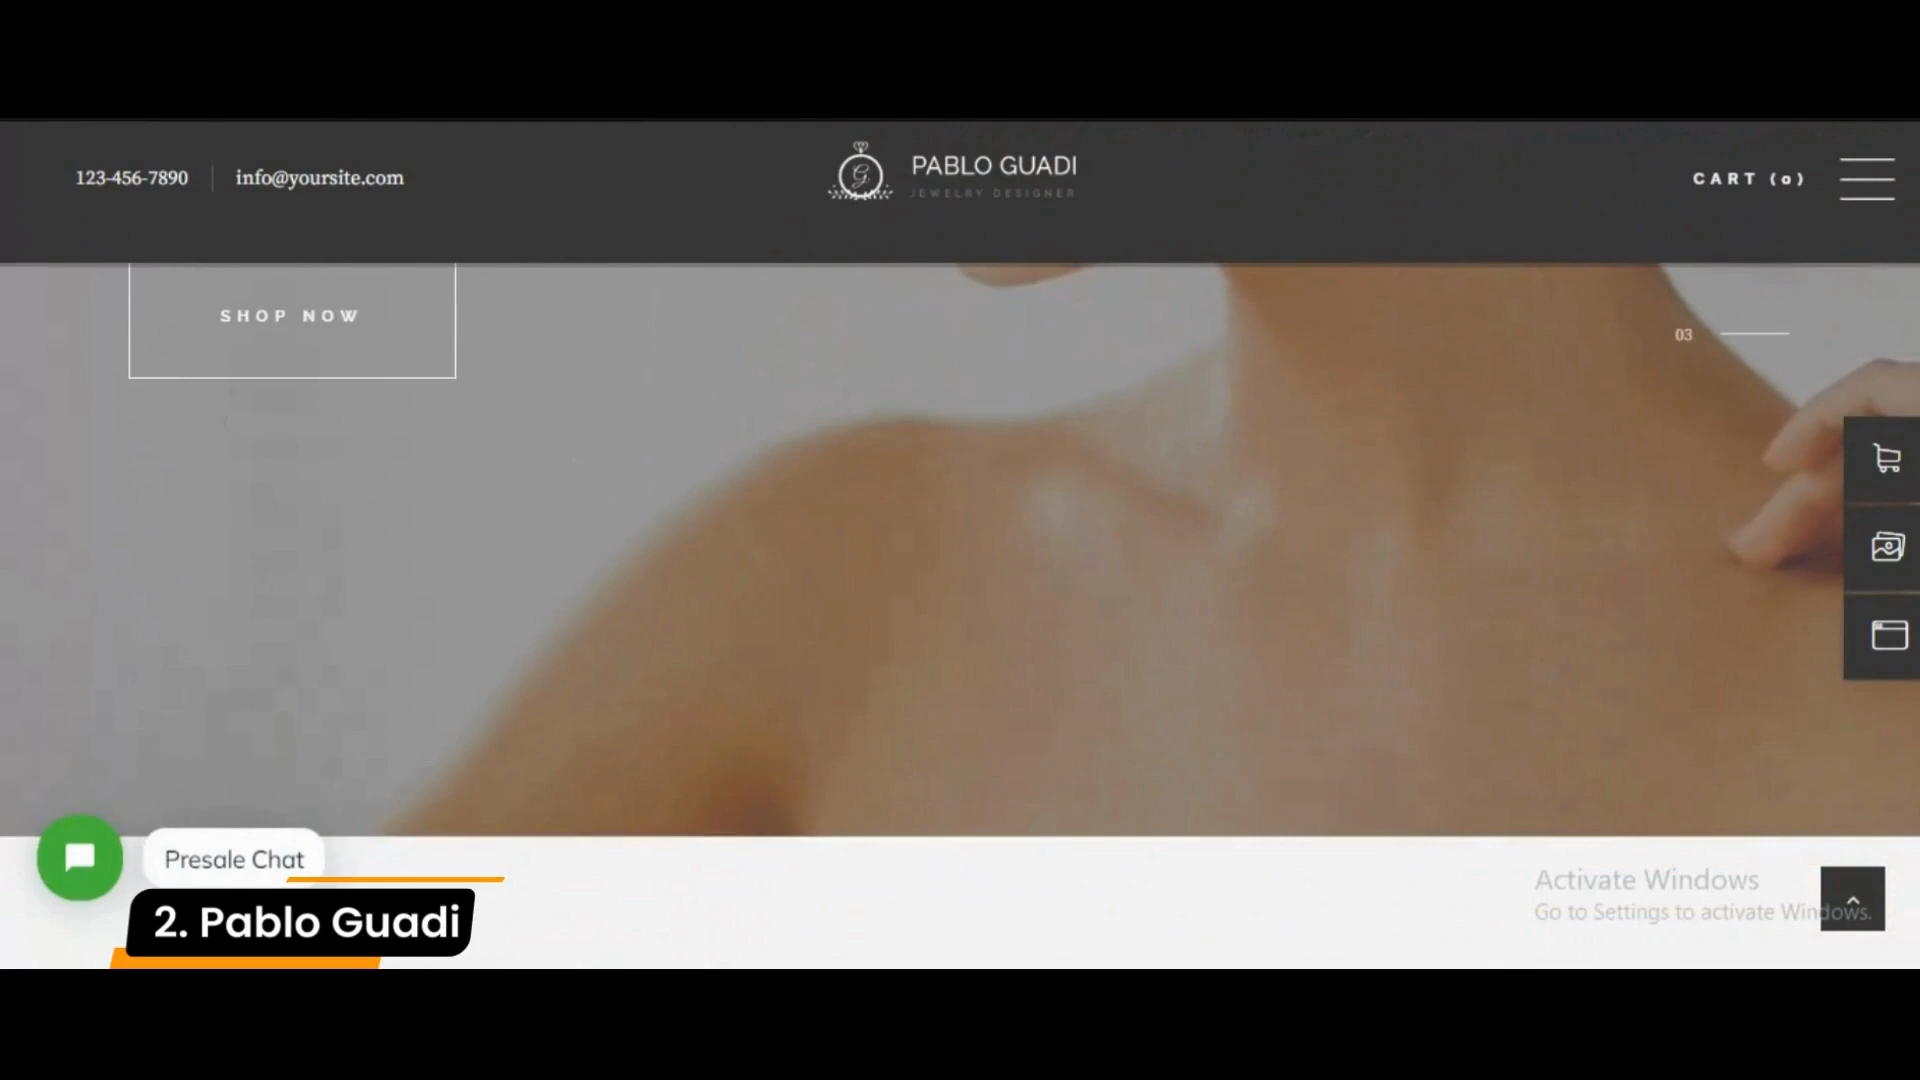 123-456-7890
info@yoursite.com
G
PABLO GUADI
JEWELRY DESIGNER
CART (0)
SHOP NOW
03
Presale Chat
2. Pablo Guadi
Activate Windows
Go to Settings to activate Windows.